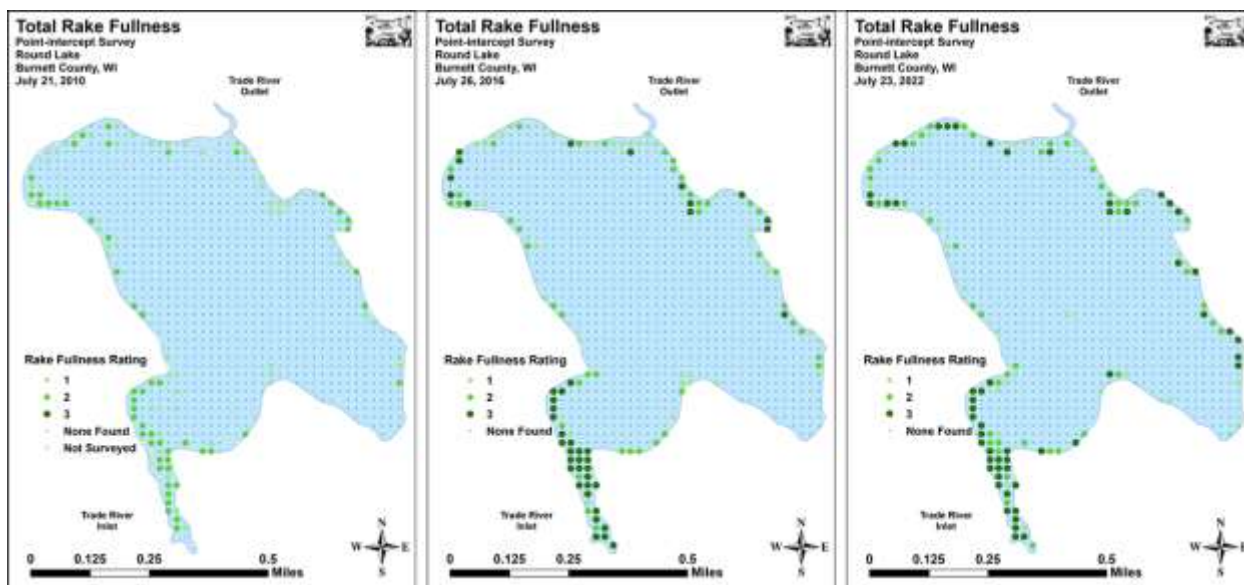 Total Rake Fullness
Point-intercept Survey
Round Lake
Burnett County, WI
July 21, 2010
Trade River
Outlet
Rake Fullness Rating
1
2
3
None Found
Not Surveyed
Trade River
Inlet
N
W E
S
0 0.125 0.25 0.5
Miles
Total Rake Fullness
Point-intercept Survey
Round Lake
Burnett County, WI
July 26, 2016
Trade River
Outlet
Rake Fullness Rating
1
2
3
None Found
Trade River
Inlet
N
W E
S
0 0.125 0.25 0.5
Miles
Total Rake Fullness
Point-intercept Survey
Round Lake
Burnett County, WI
July 23, 2022
Trade River
Outlet
Rake Fullness Rating
1
2
3
None Found
Trade River
Inlet
N
W E
S
0 0.125 0.25 0.5
Miles